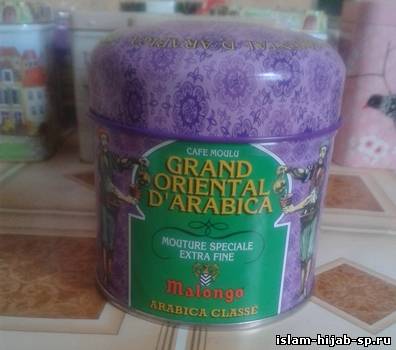 CAFE MOULU
GRAND
ORIENTAL
D'ARABICA
MOUTURE SPECIALE
EXTRA FINE
Malongo
ARABICA CLASSE
islam-hijab-sp.ru